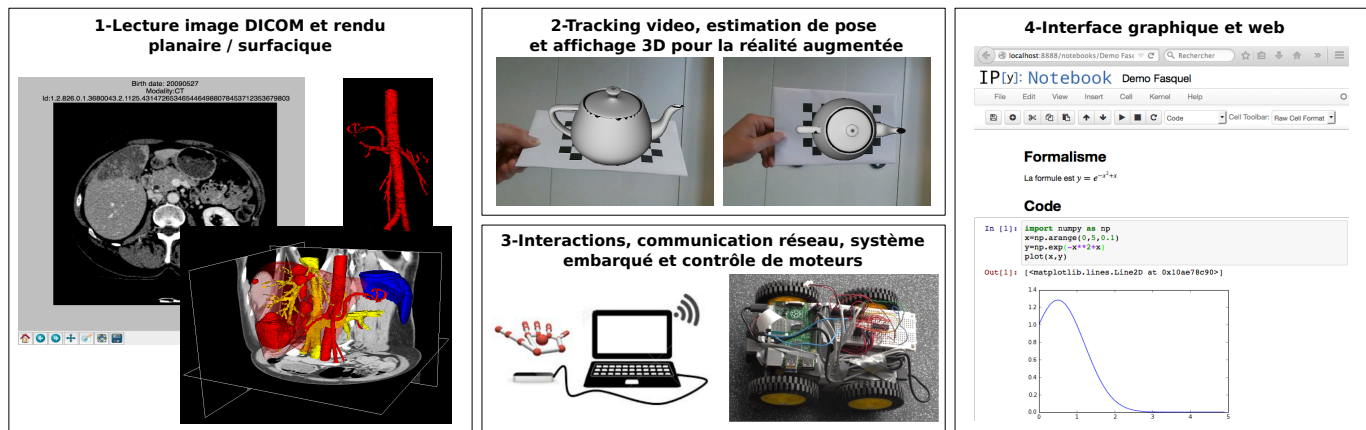 1-Lecture image DICOM et rendu
planaire / surfacique
Birth date: 20090527
Modality:CT
2-Tracking video, estimation de pose
et affichage 3D pour la réalité augmentée
3-Interactions, communication réseau, système
embarqué et contrôle de moteurs
4-Interface graphique et web
localhost:8888/notebooks/Demo Fasq
Rechercher
IP[y]: Notebook Demo Fasquel
File Edit View Insert Cell Kernel Help
Code Cell Toolbar: Raw Cell Format
Formalisme
La formule est y = e^{-x²+x}
Code
In [1]: import numpy as np
x=np.arange(0,5,0.1)
y=np.exp(-x**2+x)
plot(x,y)
Out[1]: [<matplotlib.lines.Line2D at 0x10ae78c90>]
1.4
1.2
1.0
0.8
0.6
0.4
0.2
0.0
0 1 2 3 4 5